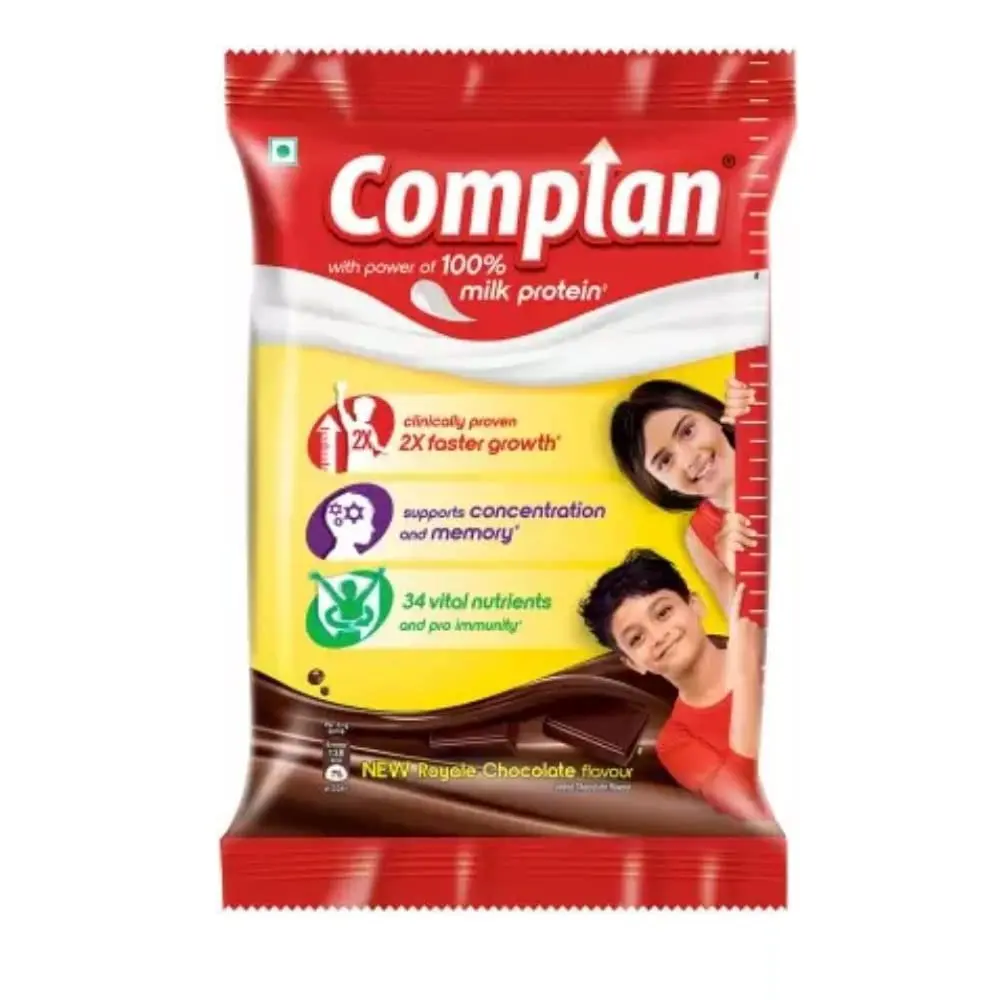 Complan®
with power of 100%
milk protein◊
2X
clinically proven
2X faster growth*
supports concentration
and memory*
34 vital nutrients
and pro immunity*
NEW Royale Chocolate flavour